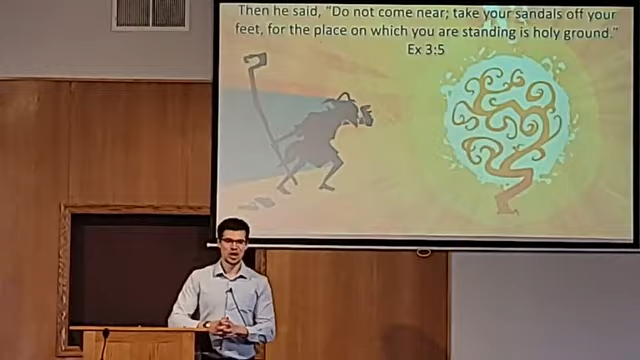 Then he said, “Do not come near; take your sandals off your
feet, for the place on which you are standing is holy ground.”
Ex 3:5